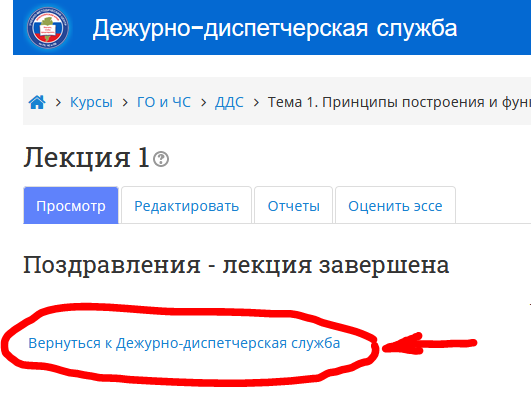 Дежурно-диспетчерская служба
Курсы > ГО и ЧС > ДДС > Тема 1. Принципы построения и фун
Лекция 1
Просмотр Редактировать Отчеты Оценить эссе
Поздравления - лекция завершена
Вернуться к Дежурно-диспетчерская служба